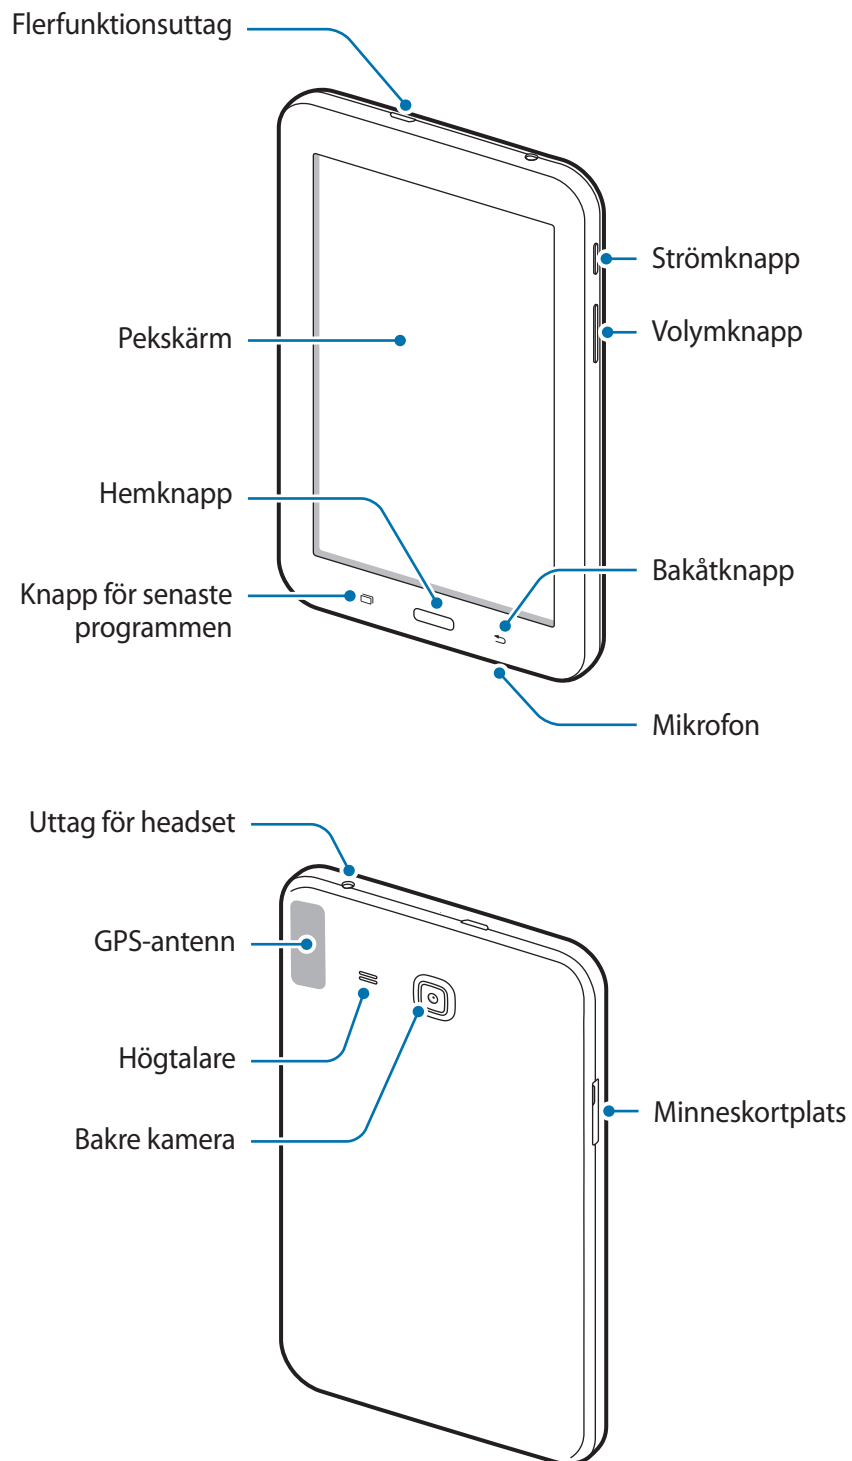 Flerfunktionsuttag
Strömknapp
Pekskärm
Volymknapp
Hemknapp
Bakåtknapp
Knapp för senaste
programmen
Mikrofon
Uttag för headset
GPS-antenn
Högtalare
Minneskortplats
Bakre kamera